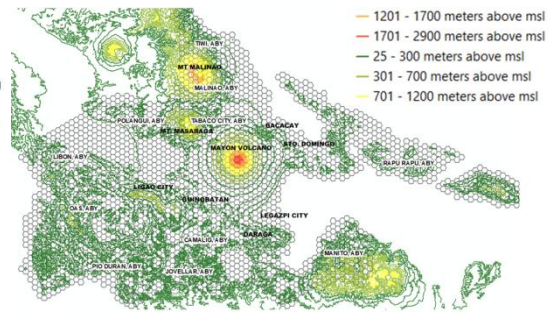 1201 - 1700 meters above msl
1701 - 2900 meters above msl
25 - 300 meters above msl
301 - 700 meters above msl
701 - 1200 meters above msl
TIWI, ABY
MT MALINAO
MALINAO, ABY
POLANGUI, ABY
TABACO CITY, ABY
BACACAY
MT. MASARAGA
STO. DOMINGO
MAYON VOLCANO
LIBON, ABY
RAPU RAPU, ABY
LIGAO CITY
GUINOBATAN
OAS, ABY
LEGAZPI CITY
DARAGA
CAMALIG, ABY
MANITO, ABY
PIO DURAN, ABY
JOVELLAR, ABY